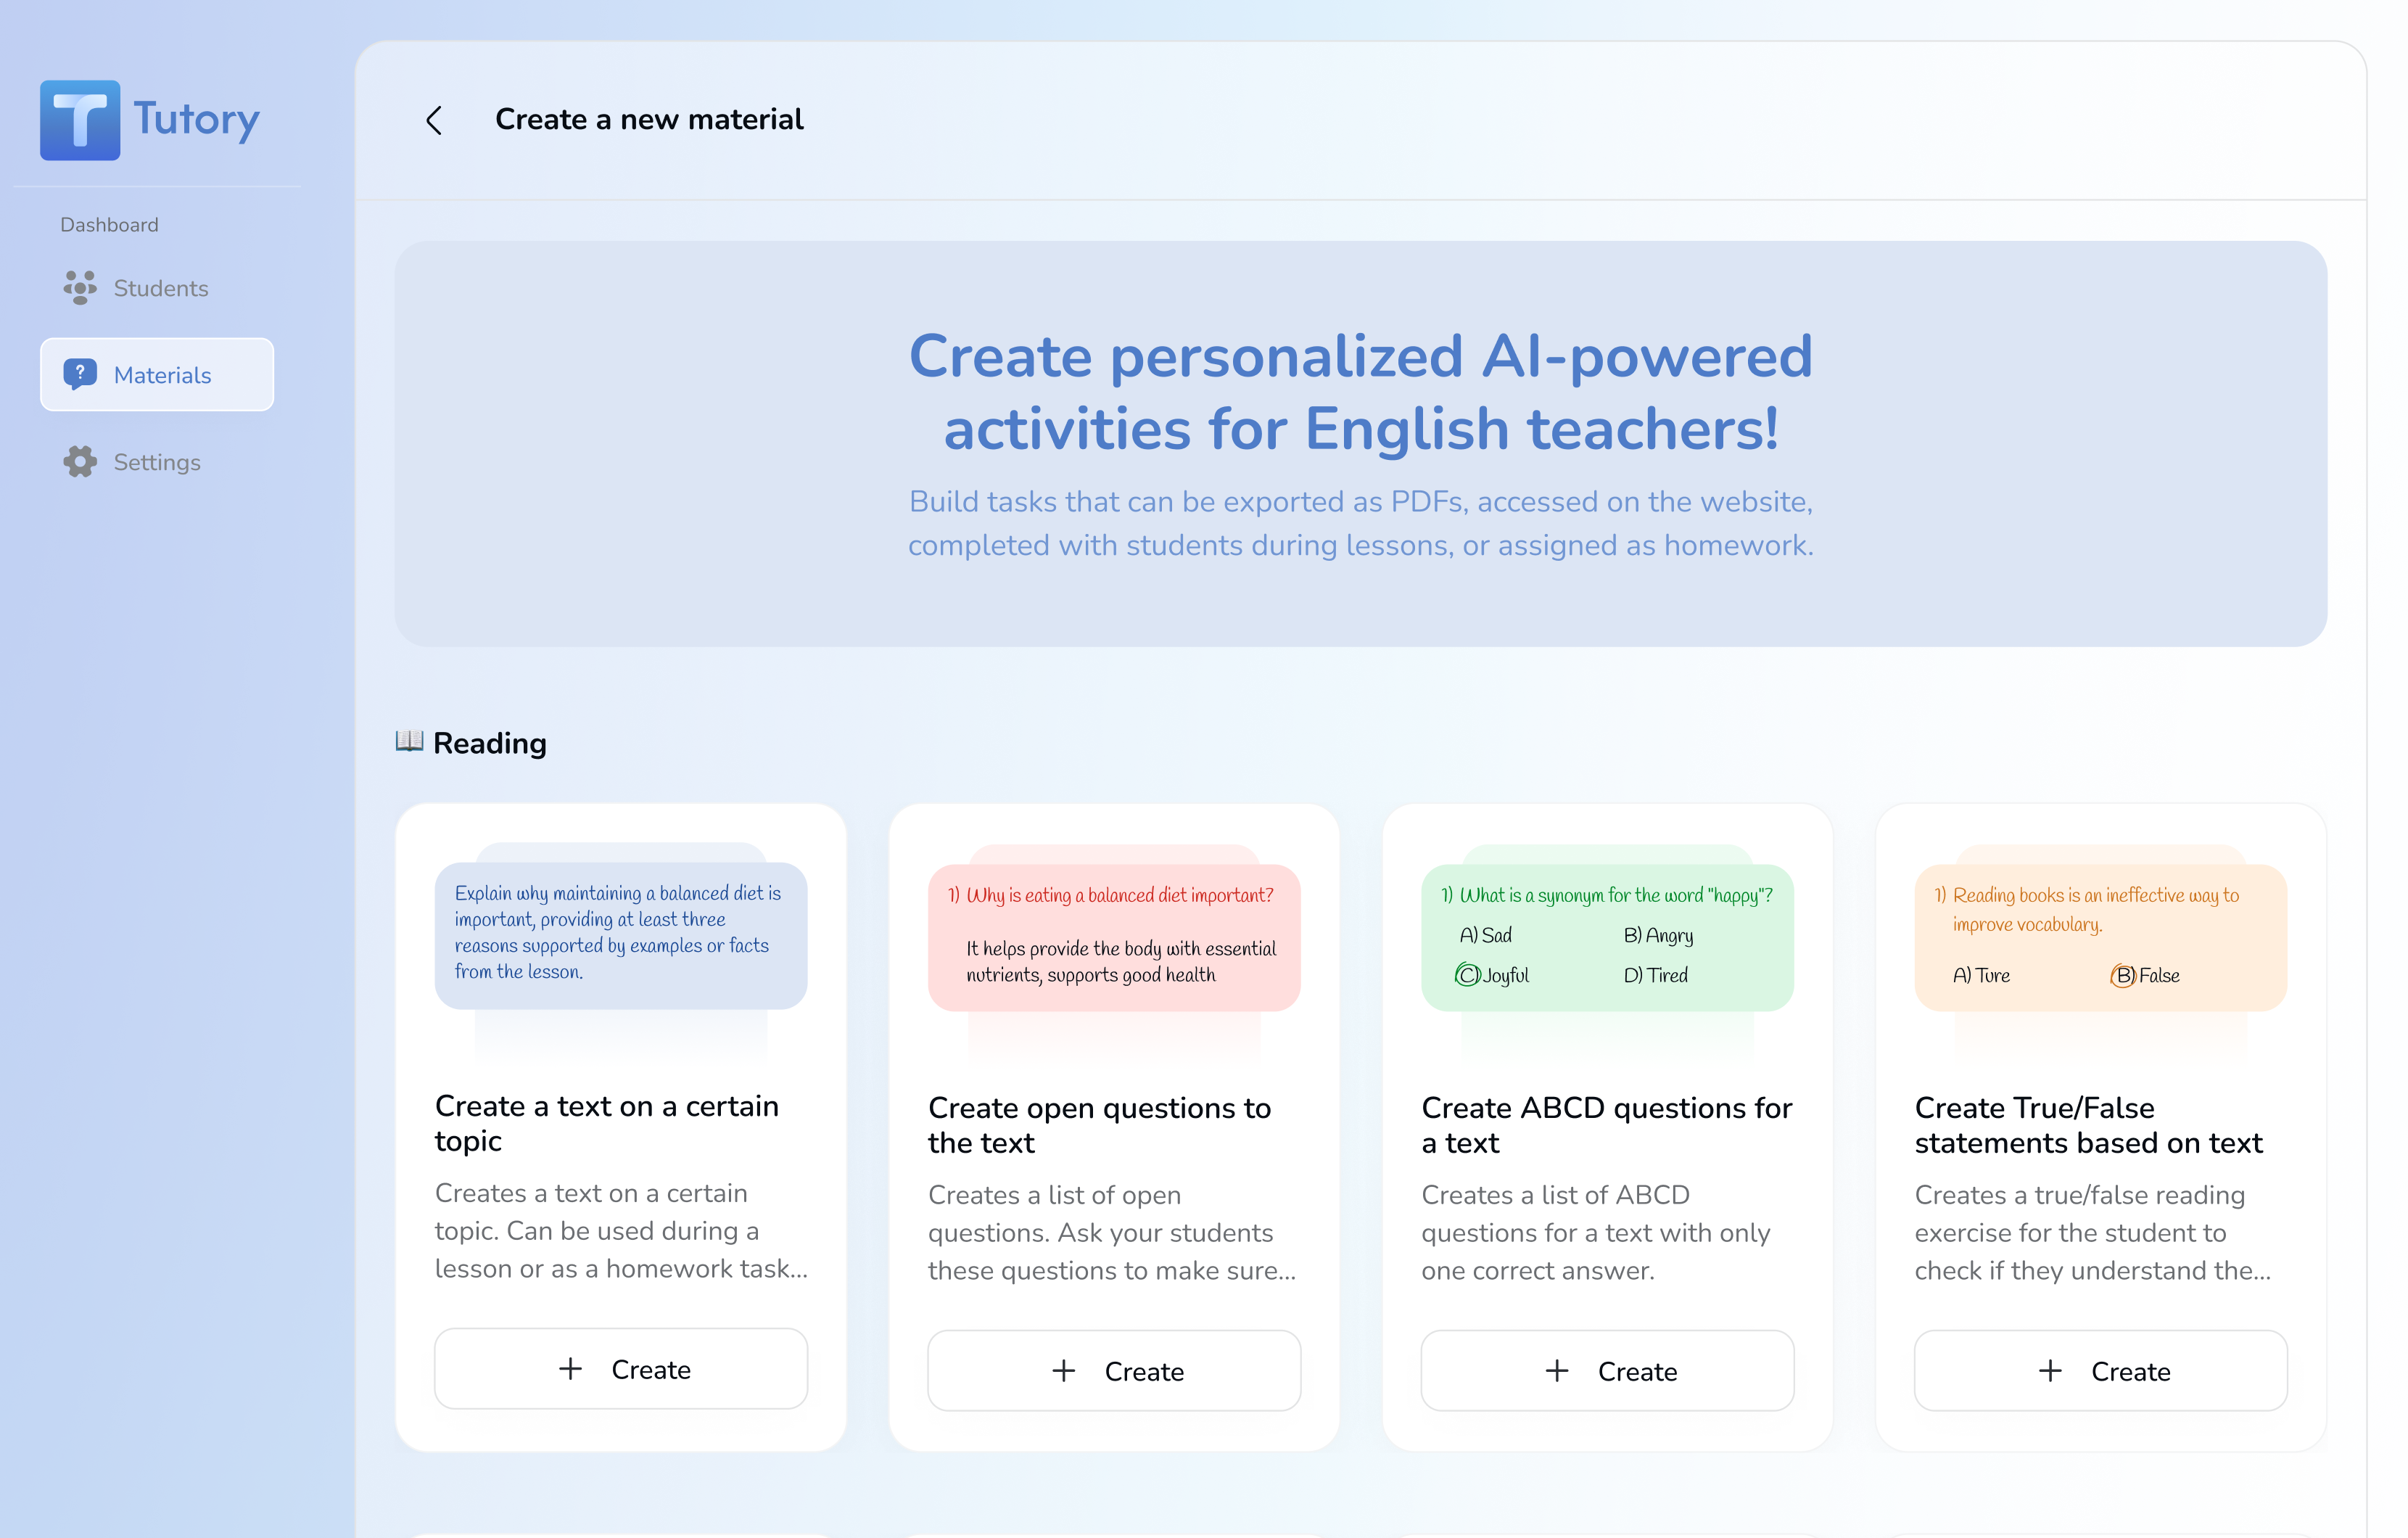 Tutory
Dashboard
Students
Materials
Settings
Create a new material
Create personalized AI-powered
activities for English teachers!
Build tasks that can be exported as PDFs, accessed on the website,
completed with students during lessons, or assigned as homework.
📖 Reading
Explain why maintaining a balanced diet is
important, providing at least three
reasons supported by examples or facts
from the lesson.
Create a text on a certain
topic
Creates a text on a certain
topic. Can be used during a
lesson or as a homework task...
+ Create
1) Why is eating a balanced diet important?
It helps provide the body with essential
nutrients, supports good health
Create open questions to
the text
Creates a list of open
questions. Ask your students
these questions to make sure...
+ Create
1) What is a synonym for the word "happy"?
A) Sad B) Angry
C) Joyful D) Tired
Create ABCD questions for
a text
Creates a list of ABCD
questions for a text with only
one correct answer.
+ Create
1) Reading books is an ineffective way to
improve vocabulary.
A) Ture B) False
Create True/False
statements based on text
Creates a true/false reading
exercise for the student to
check if they understand the...
+ Create